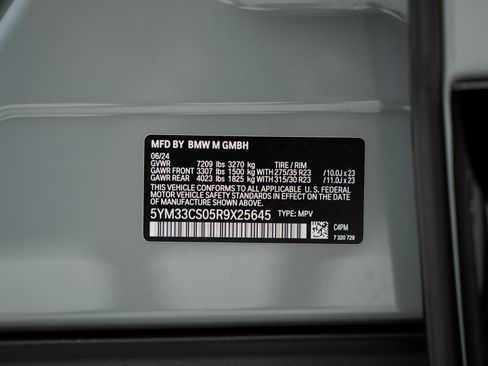 MFD BY BMW M GMBH
06/24
GVWR 7209 lbs 3270 kg TIRE / RIM
GAWR FRONT 3307 lbs 1500 kg 275/35 R23 / 10.0J x 23
GAWR REAR 4023 lbs 1825 kg 315/30 R23 / 11.0J x 23
THIS VEHICLE CONFORMS TO ALL APPLICABLE U. S. FEDERAL
MOTOR VEHICLE SAFETY STANDARDS IN EFFECT ON THE
DATE OF MANUFACTURE SHOWN ABOVE.
5YM33CS05R9X25645 TYPE: MPV
C4PM
7 320 729